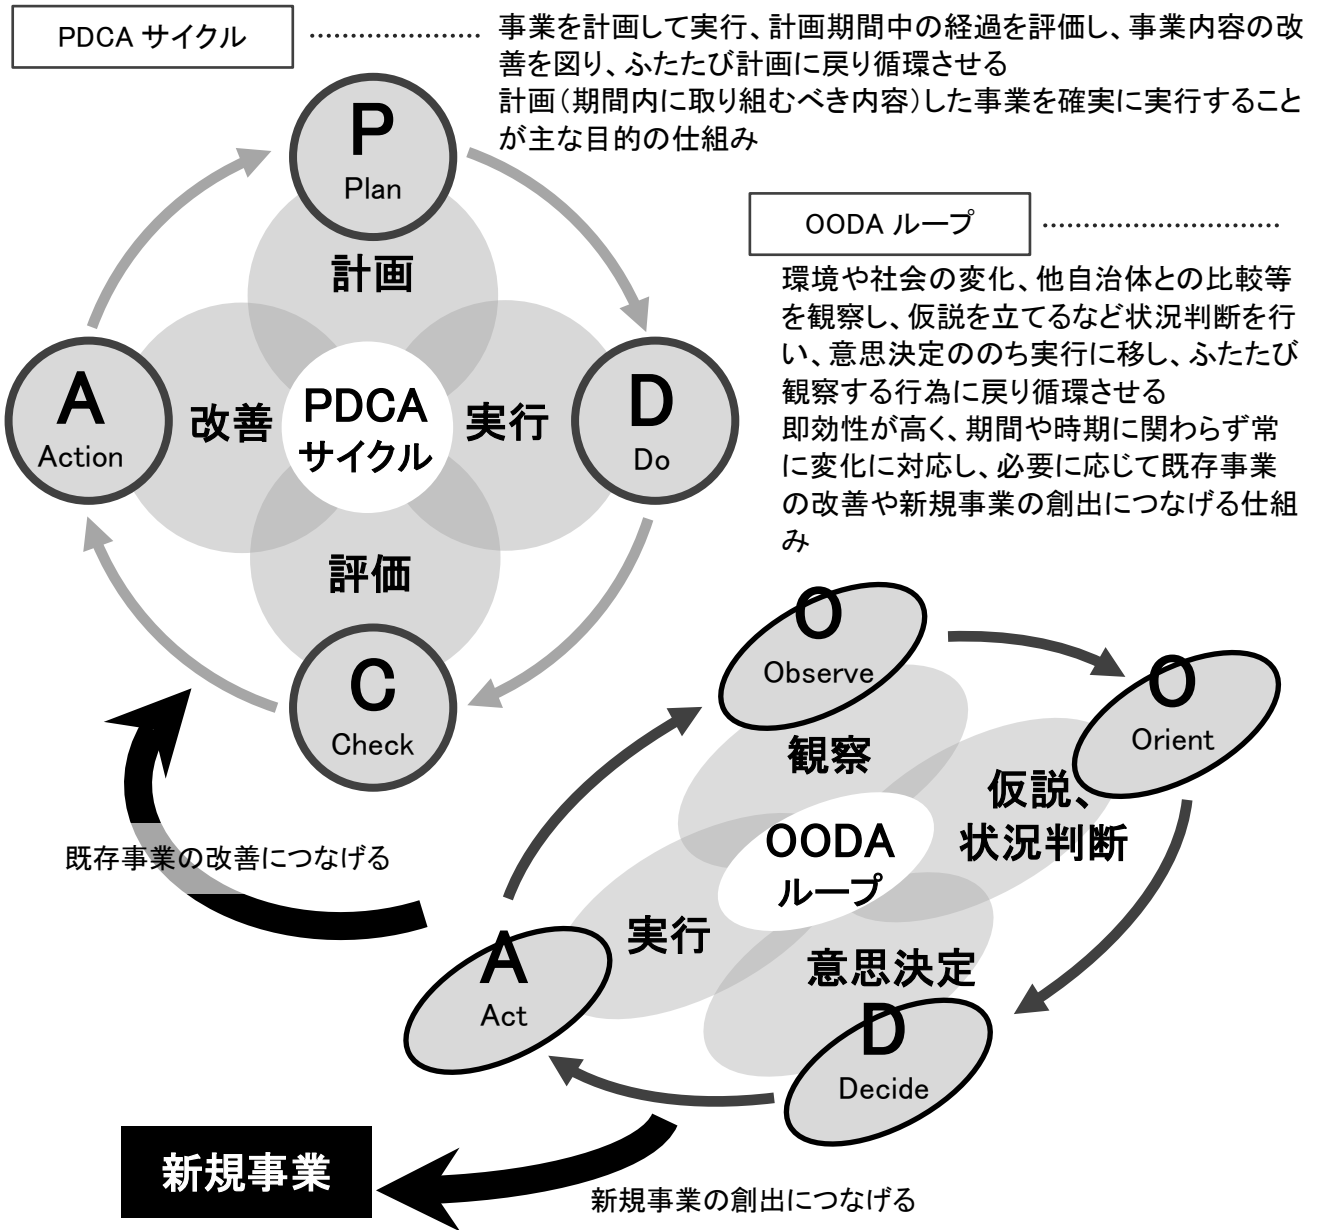 PDCA サイクル
事業を計画して実行、計画期間中の経過を評価し、事業内容の改
善を図り、ふたたび計画に戻り循環させる
計画（期間内に取り組むべき内容）した事業を確実に実行すること
が主な目的の仕組み
P
Plan
計画
A
Action
改善
PDCA
サイクル
実行
D
Do
評価
C
Check
OODA ループ
環境や社会の変化、他自治体との比較等
を観察し、仮説を立てるなど状況判断を行
い、意思決定ののち実行に移し、ふたたび
観察する行為に戻り循環させる
即効性が高く、期間や時期に関わらず常
に変化に対応し、必要に応じて既存事業
の改善や新規事業の創出につなげる仕組
み
O
Observe
観察
O
Orient
仮説、
状況判断
OODA
ループ
実行
A
Act
意思決定
D
Decide
既存事業の改善につなげる
新規事業
新規事業の創出につなげる